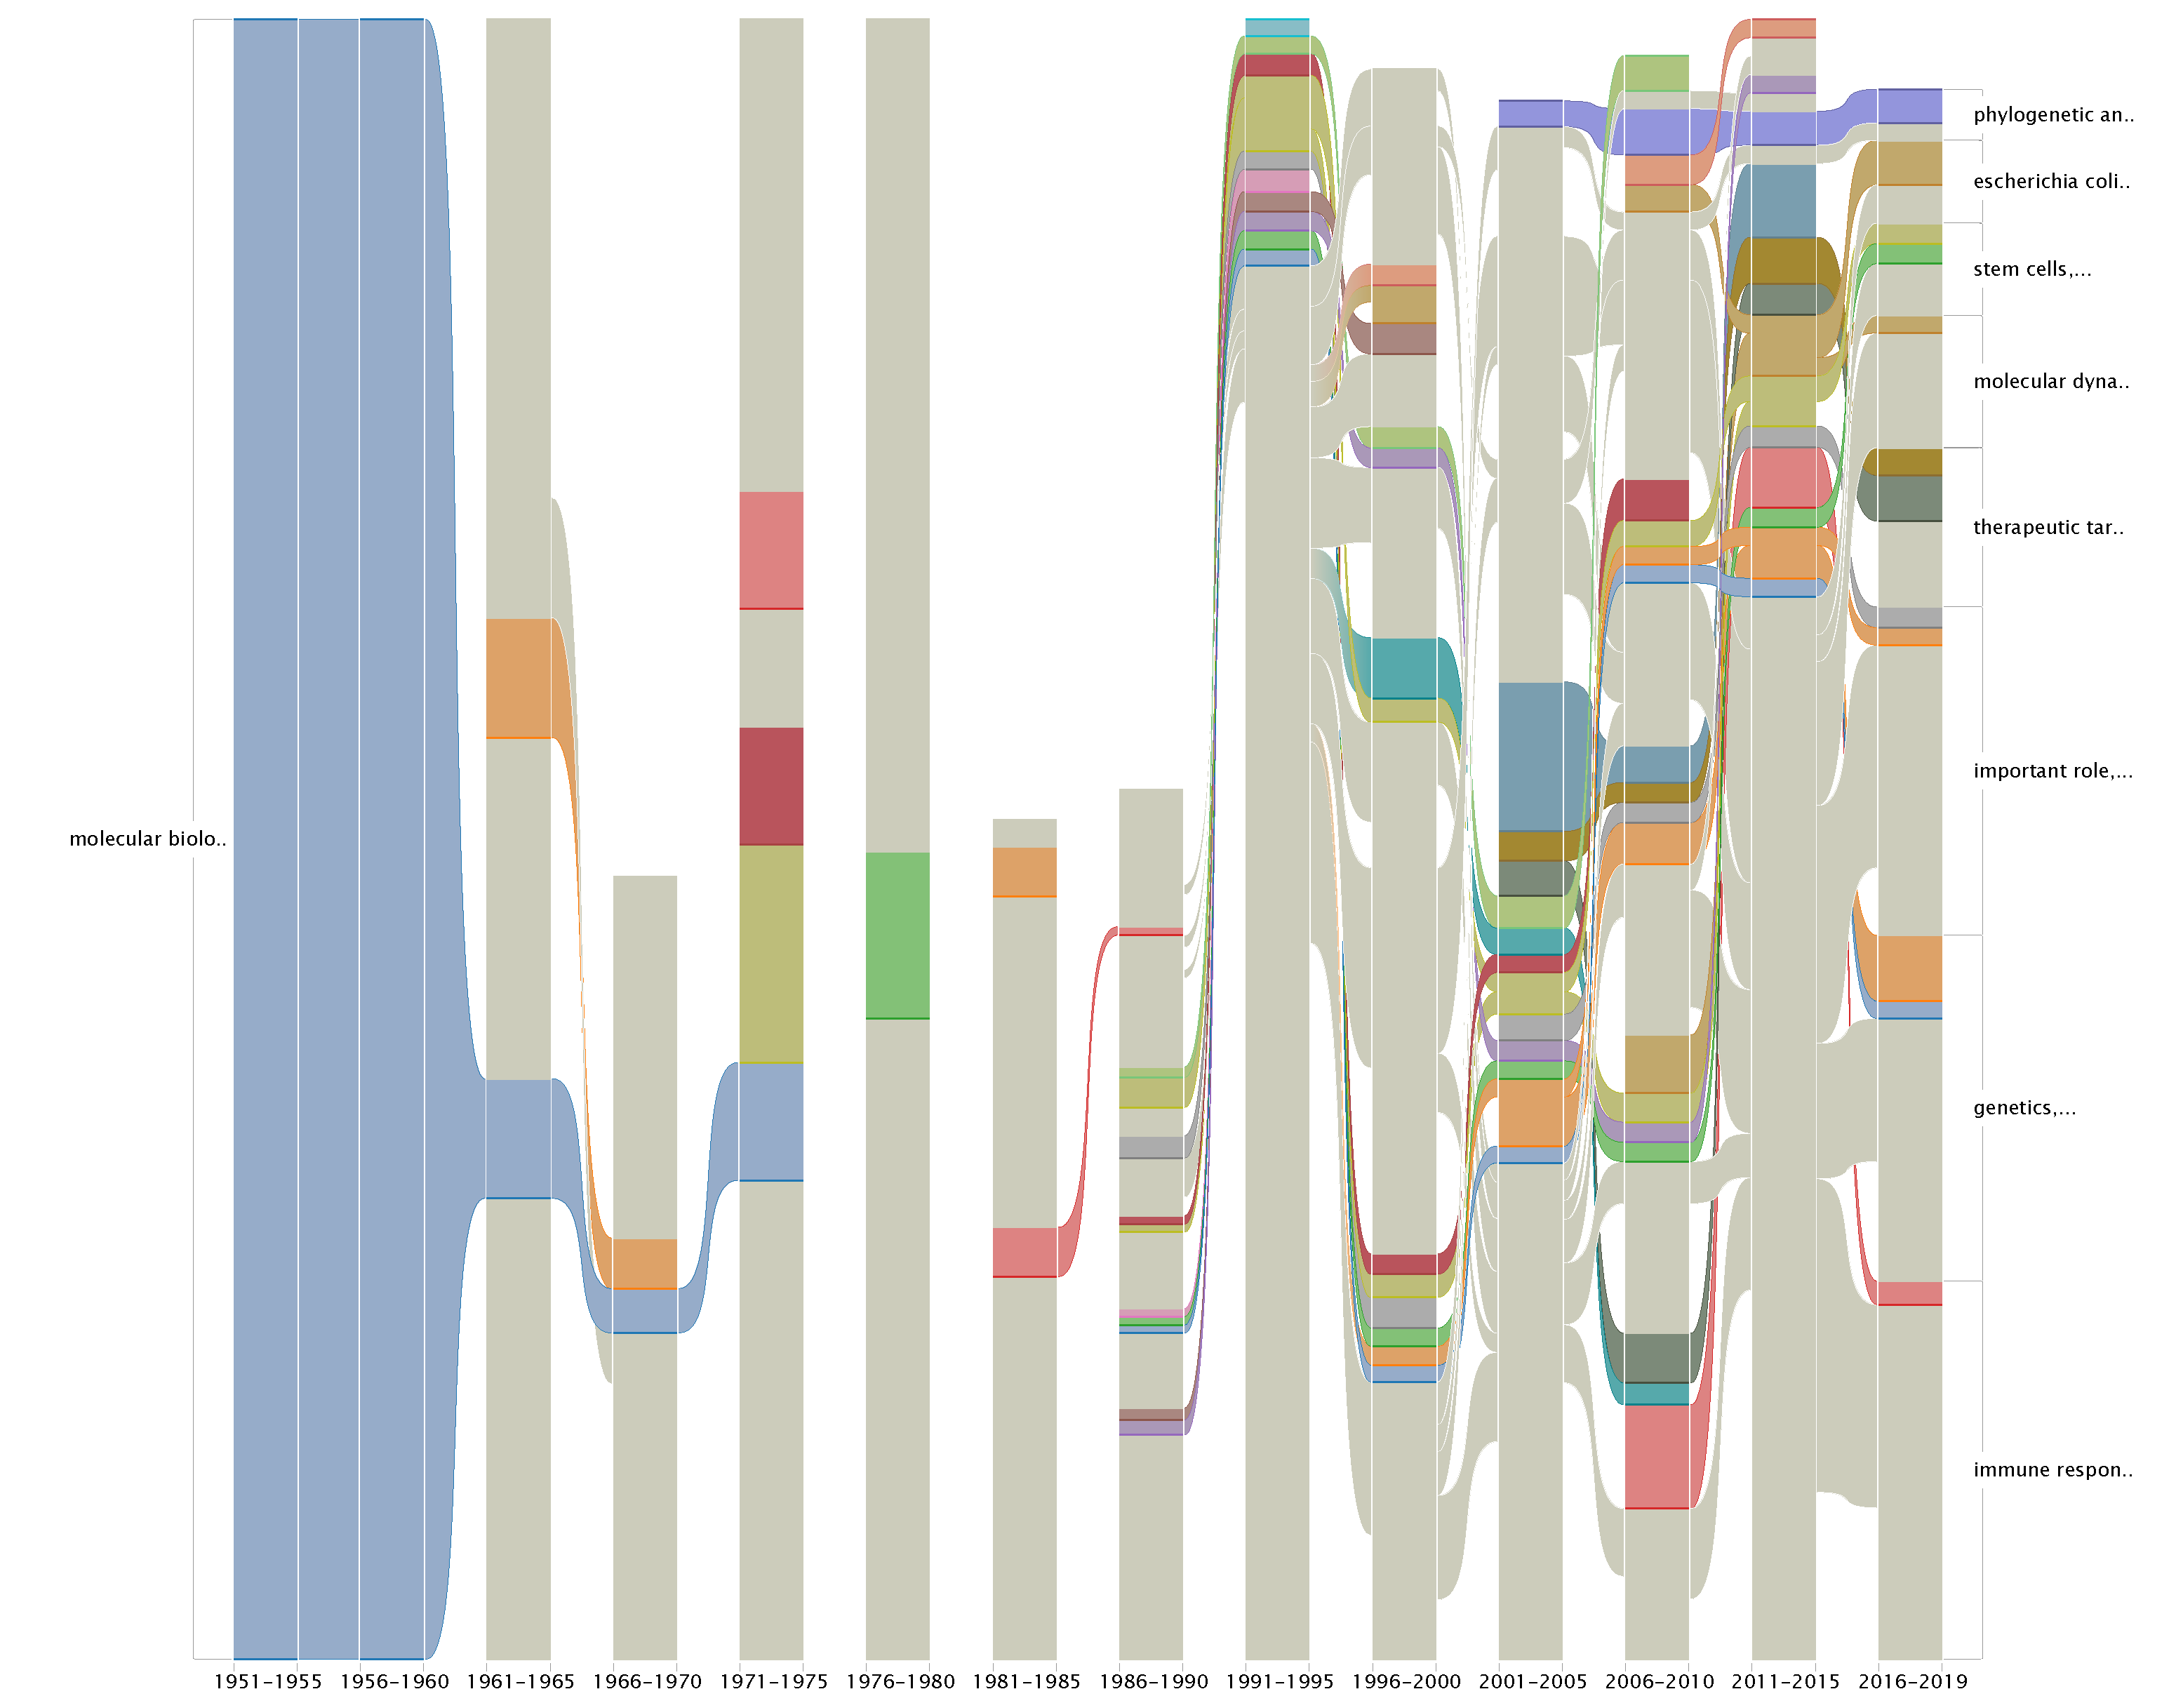 phylogenetic an..
escherichia coli..
stem cells,...
molecular dyna..
therapeutic tar..
important role,...
molecular biolo..
genetics,...
immune respon..
1951-1955 1956-1960 1961-1965 1966-1970 1971-1975 1976-1980 1981-1985 1986-1990 1991-1995 1996-2000 2001-2005 2006-2010 2011-2015 2016-2019